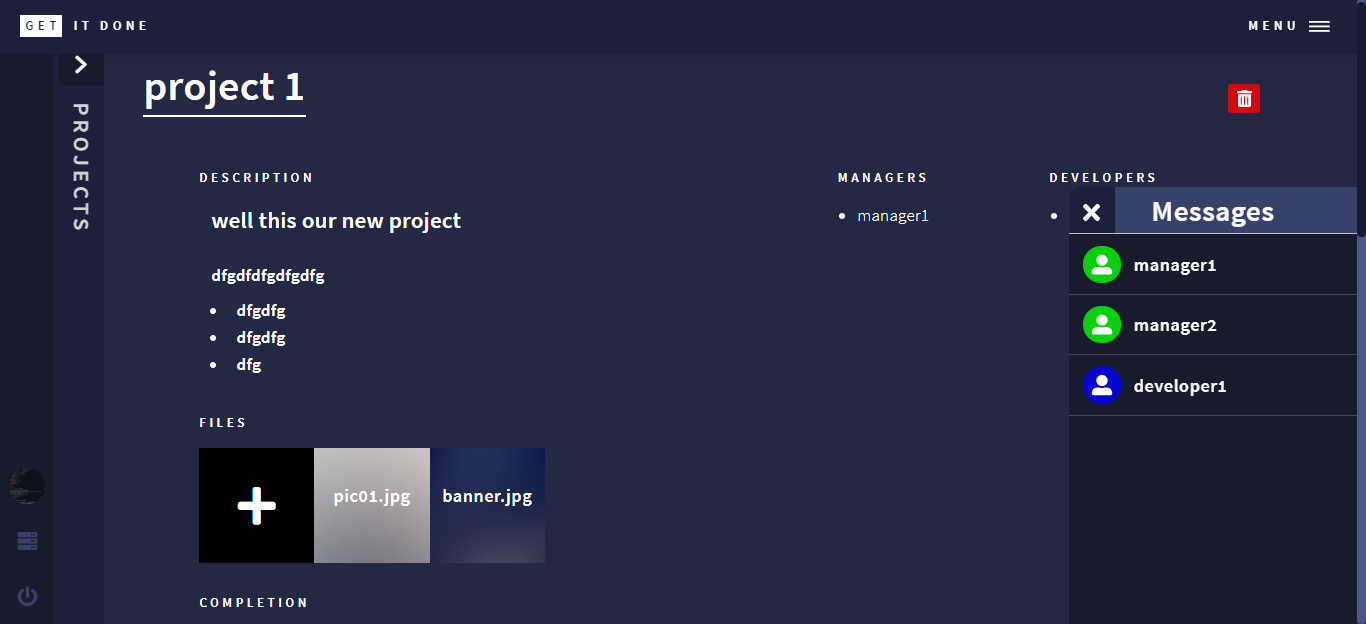 GET IT DONE
MENU
PROJECTS
project 1
DESCRIPTION
well this our new project
dfgdfdfgdfgdfg
• dfgdfg
• dfgdfg
• dfg
MANAGERS
• manager1
DEVELOPERS
•
Messages
manager1
manager2
developer1
FILES
pic01.jpg
banner.jpg
COMPLETION